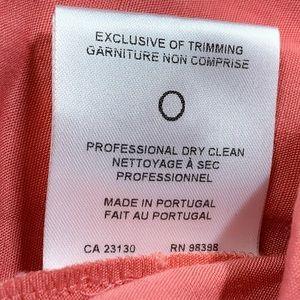 EXCLUSIVE OF TRIMMING
GARNITURE NON COMPRISE
PROFESSIONAL DRY CLEAN
NETTOYAGE À SEC
PROFESSIONNEL
MADE IN PORTUGAL
FAIT AU PORTUGAL
CA 23130 RN 98398